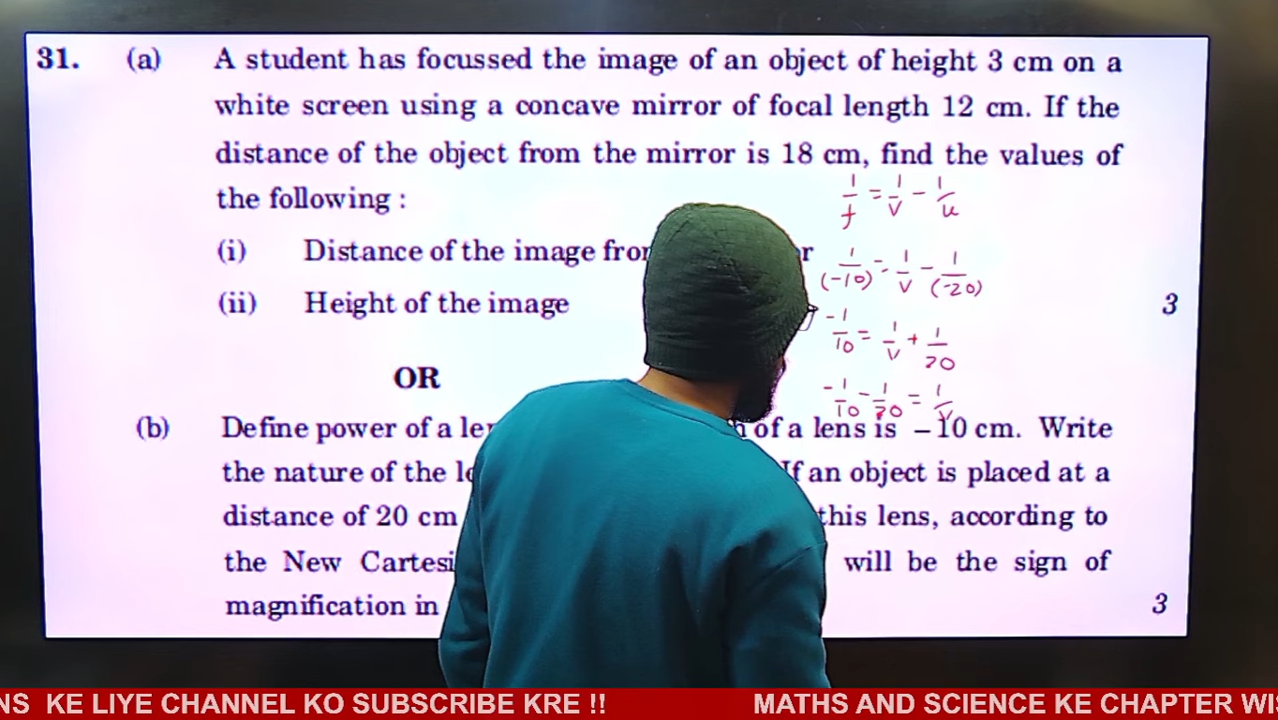 31. (a) A student has focussed the image of an object of height 3 cm on a
white screen using a concave mirror of focal length 12 cm. If the
distance of the object from the mirror is 18 cm, find the values of
the following :
1/f = 1/v - 1/u
(i) Distance of the image
1/(-10) = 1/v - 1/(-20)
(ii) Height of the image 3
-1/10 = 1/v + 1/20
OR
-1/10 - 1/20 = 1/v
(b) Define power of a of a lens is – 10 cm. Write
the nature of the If an object is placed at a
distance of 20 cm this lens, according to
the New will be the sign of
magnification in 3
KE LIYE CHANNEL KO SUBSCRIBE KRE !! MATHS AND SCIENCE KE CHAPTER